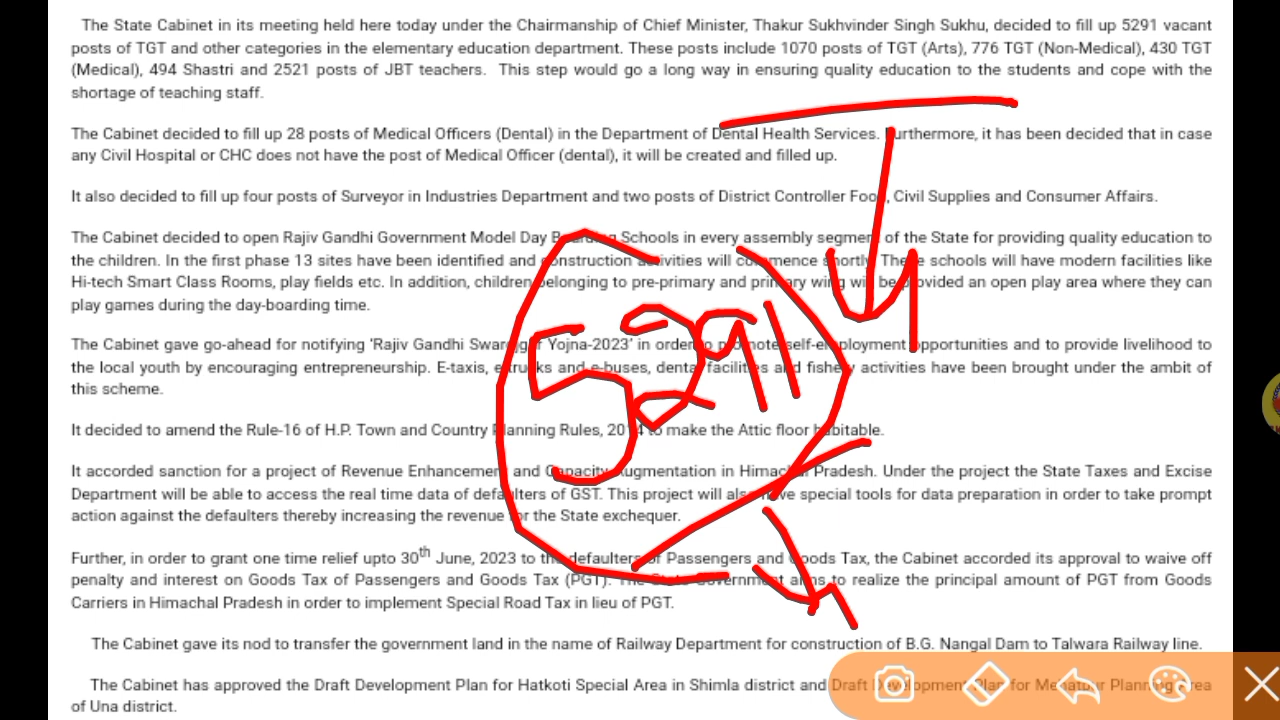 The State Cabinet in its meeting held here today under the Chairmanship of Chief Minister, Thakur Sukhvinder Singh Sukhu, decided to fill up 5291 vacant
posts of TGT and other categories in the elementary education department. These posts include 1070 posts of TGT (Arts), 776 TGT (Non-Medical), 430 TGT
(Medical), 494 Shastri and 2521 posts of JBT teachers. This step would go a long way in ensuring quality education to the students and cope with the
shortage of teaching staff.
The Cabinet decided to fill up 28 posts of Medical Officers (Dental) in the Department of Dental Health Services. Furthermore, it has been decided that in case
any Civil Hospital or CHC does not have the post of Medical Officer (dental), it will be created and filled up.
It also decided to fill up four posts of Surveyor in Industries Department and two posts of District Controller Food, Civil Supplies and Consumer Affairs.
The Cabinet decided to open Rajiv Gandhi Government Model Day Boarding Schools in every assembly segment of the State for providing quality education to
the children. In the first phase 13 sites have been identified and construction activities will commence shortly. These schools will have modern facilities like
Hi-tech Smart Class Rooms, play fields etc. In addition, children belonging to pre-primary and primary wing will be provided an open play area where they can
play games during the day-boarding time.
The Cabinet gave go-ahead for notifying 'Rajiv Gandhi Swarojgar Yojna-2023' in order to promote self-employment opportunities and to provide livelihood to
the local youth by encouraging entrepreneurship. E-taxis, e-trucks and e-buses, dental facilities and fishery activities have been brought under the ambit of
this scheme.
It decided to amend the Rule-16 of H.P. Town and Country Planning Rules, 2014 to make the Attic floor habitable.
It accorded sanction for a project of Revenue Enhancement and Capacity Augmentation in Himachal Pradesh. Under the project the State Taxes and Excise
Department will be able to access the real time data of defaulters of GST. This project will also have special tools for data preparation in order to take prompt
action against the defaulters thereby increasing the revenue for the State exchequer.
Further, in order to grant one time relief upto 30th June, 2023 to the defaulters of Passengers and Goods Tax, the Cabinet accorded its approval to waive off
penalty and interest on Goods Tax of Passengers and Goods Tax (PGT). The State Government aims to realize the principal amount of PGT from Goods
Carriers in Himachal Pradesh in order to implement Special Road Tax in lieu of PGT.
The Cabinet gave its nod to transfer the government land in the name of Railway Department for construction of B.G. Nangal Dam to Talwara Railway line.
The Cabinet has approved the Draft Development Plan for Hatkoti Special Area in Shimla district and Draft Development Plan for Mehatpur Planning Area
of Una district.
5291